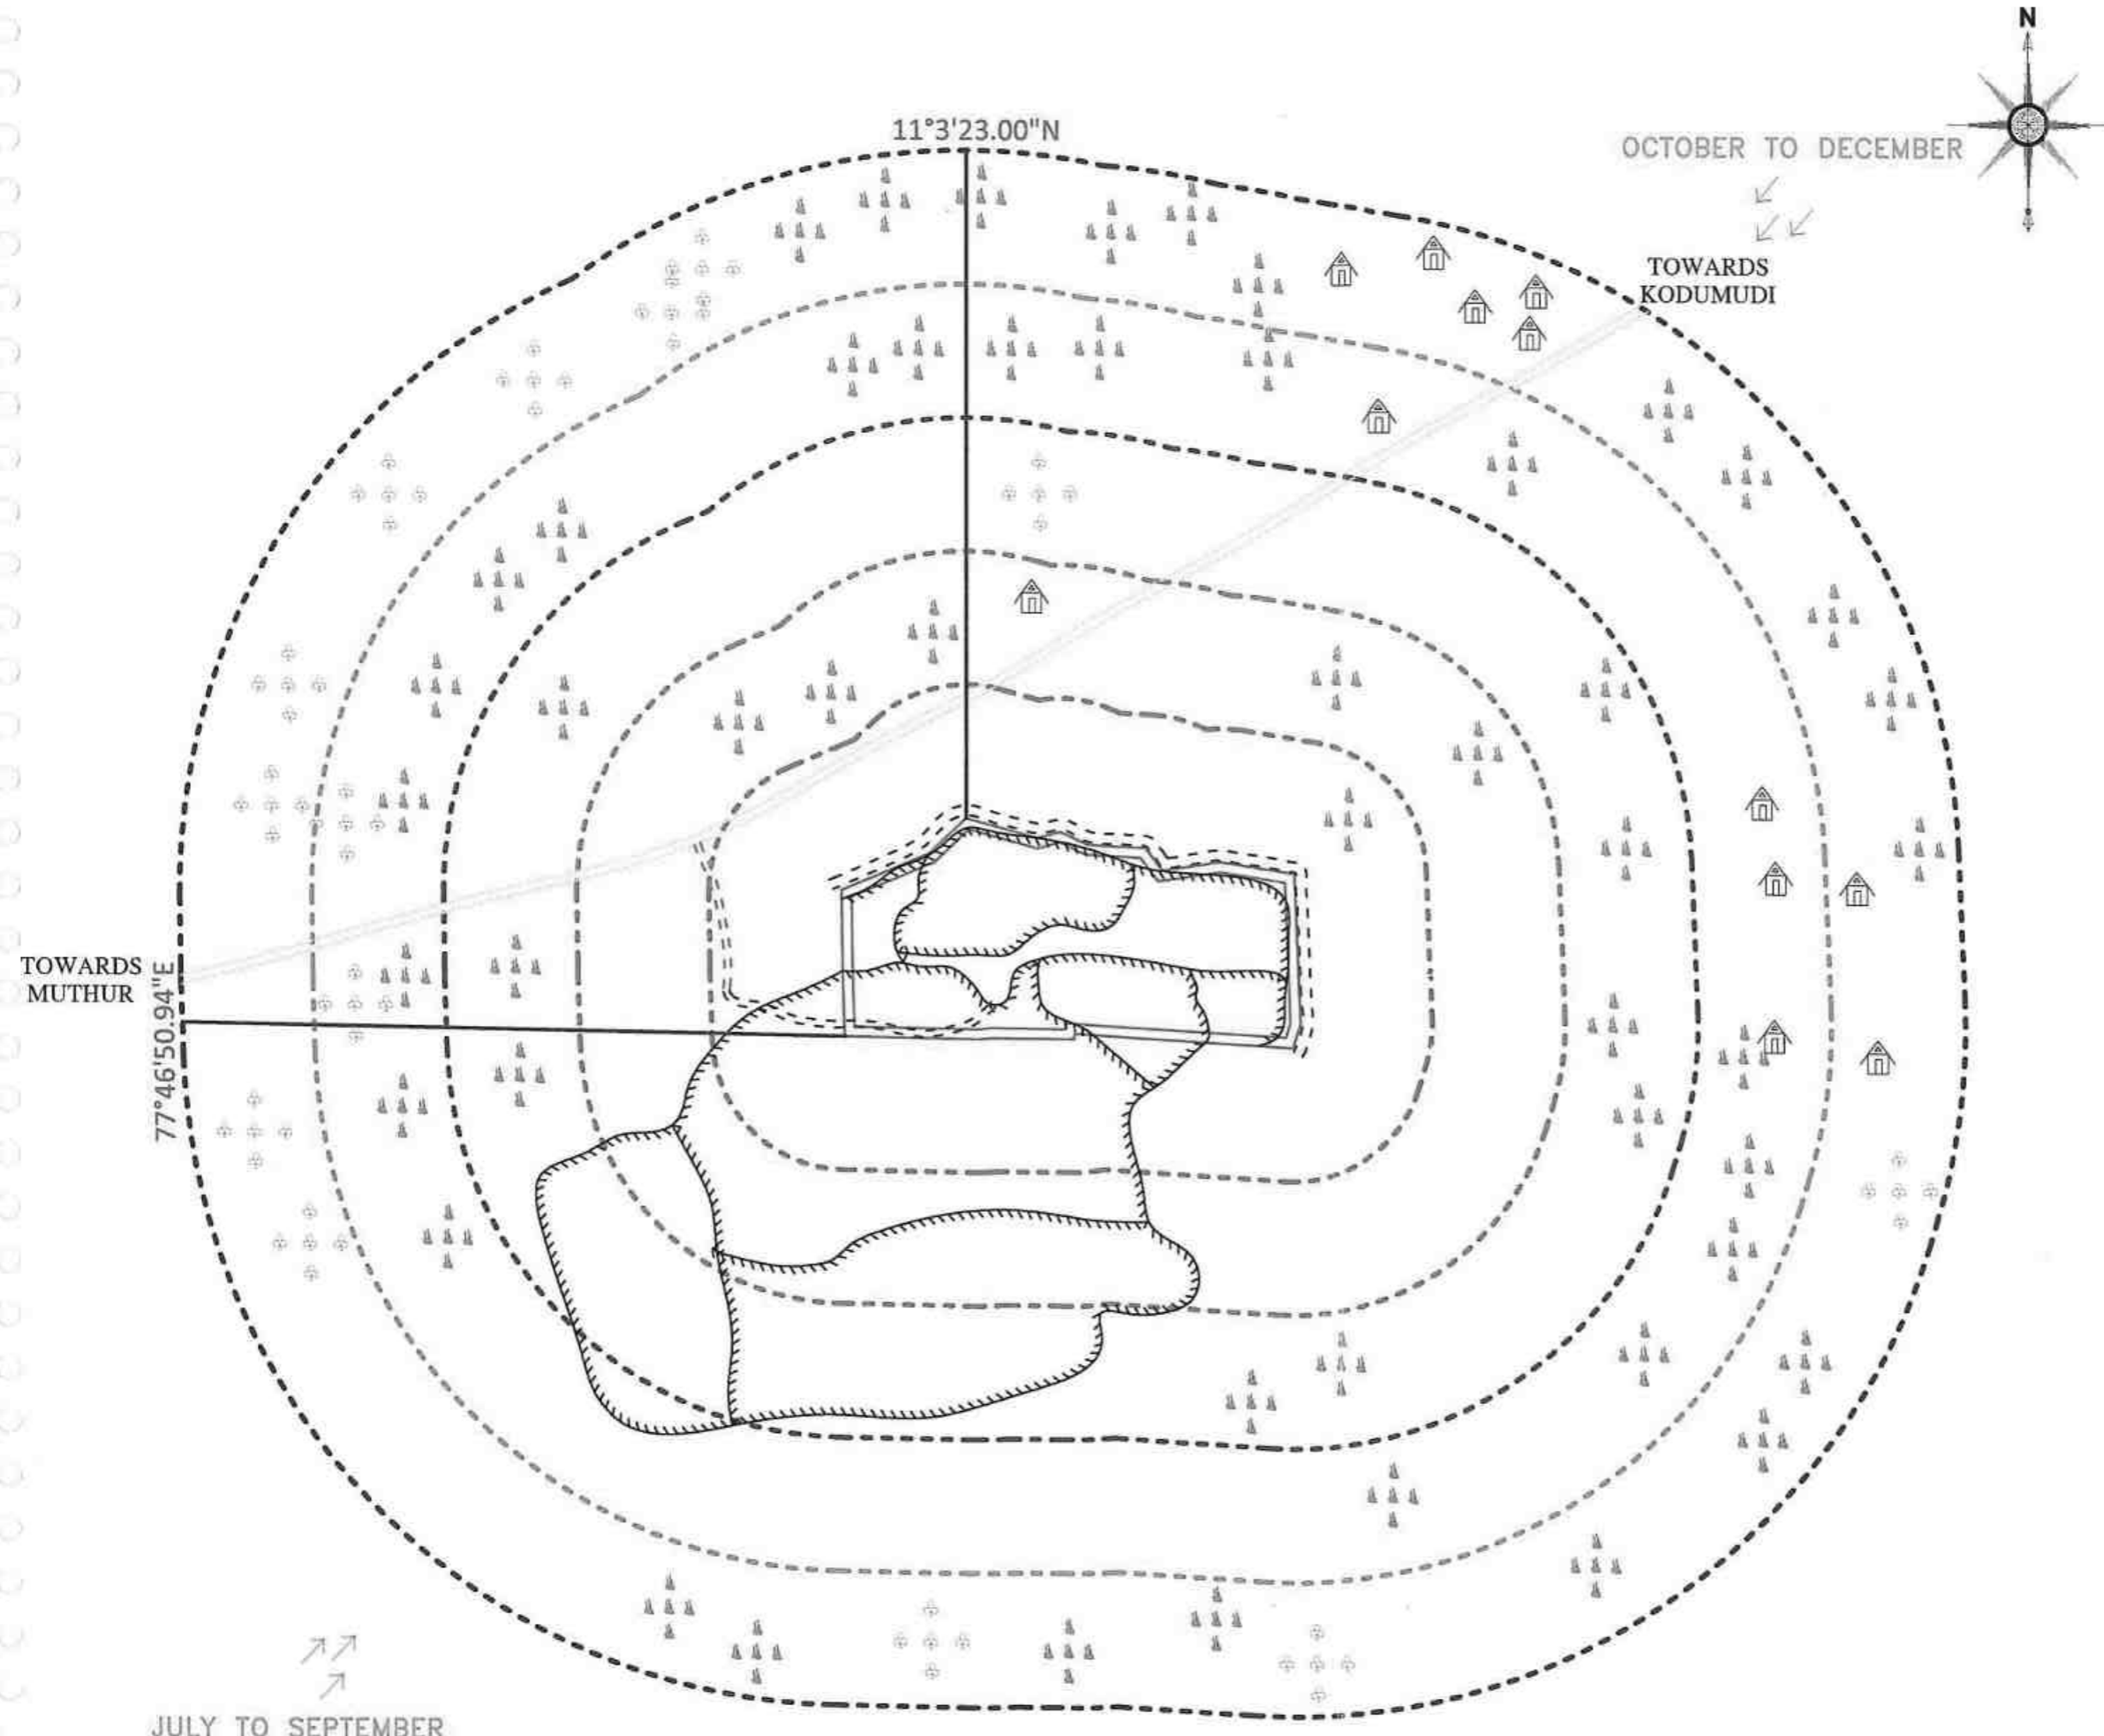 N
11°3'23.00"N
OCTOBER TO DECEMBER
TOWARDS
KODUMUDI
TOWARDS
MUTHUR
77°46'50.94"E
JULY TO SEPTEMBER